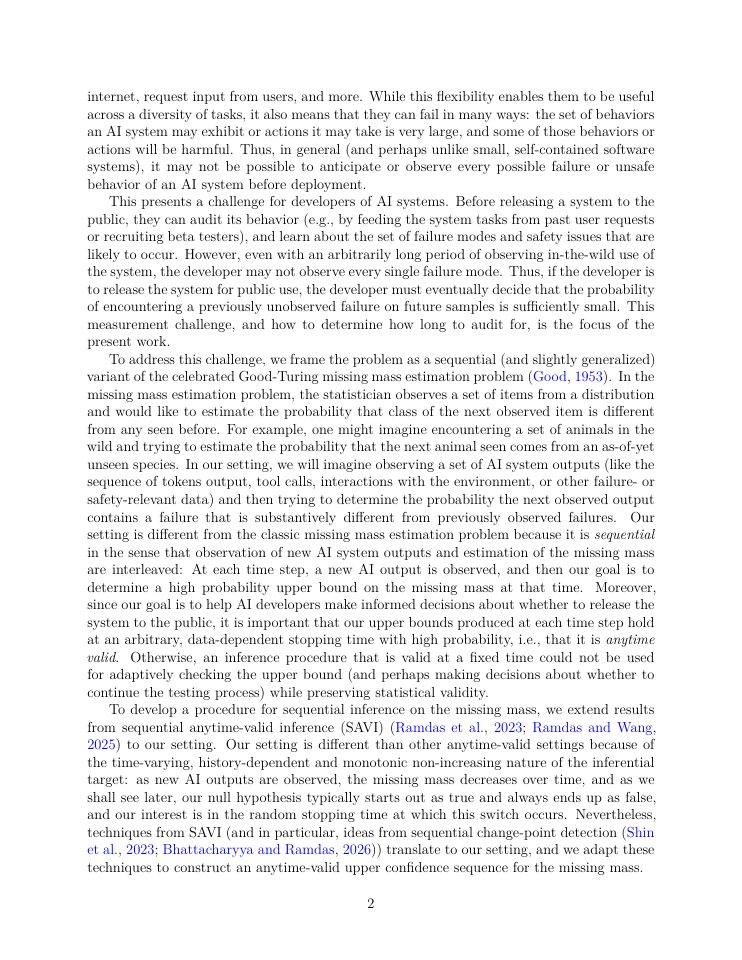 internet, request input from users, and more. While this flexibility enables them to be useful
across a diversity of tasks, it also means that they can fail in many ways: the set of behaviors
an AI system may exhibit or actions it may take is very large, and some of those behaviors or
actions will be harmful. Thus, in general (and perhaps unlike small, self-contained software
systems), it may not be possible to anticipate or observe every possible failure or unsafe
behavior of an AI system before deployment.
This presents a challenge for developers of AI systems. Before releasing a system to the
public, they can audit its behavior (e.g., by feeding the system tasks from past user requests
or recruiting beta testers), and learn about the set of failure modes and safety issues that are
likely to occur. However, even with an arbitrarily long period of observing in-the-wild use of
the system, the developer may not observe every single failure mode. Thus, if the developer is
to release the system for public use, the developer must eventually decide that the probability
of encountering a previously unobserved failure on future samples is sufficiently small. This
measurement challenge, and how to determine how long to audit for, is the focus of the
present work.
To address this challenge, we frame the problem as a sequential (and slightly generalized)
variant of the celebrated Good-Turing missing mass estimation problem (Good, 1953). In the
missing mass estimation problem, the statistician observes a set of items from a distribution
and would like to estimate the probability that class of the next observed item is different
from any seen before. For example, one might imagine encountering a set of animals in the
wild and trying to estimate the probability that the next animal seen comes from an as-of-yet
unseen species. In our setting, we will imagine observing a set of AI system outputs (like the
sequence of tokens output, tool calls, interactions with the environment, or other failure- or
safety-relevant data) and then trying to determine the probability the next observed output
contains a failure that is substantively different from previously observed failures. Our
setting is different from the classic missing mass estimation problem because it is sequential
in the sense that observation of new AI system outputs and estimation of the missing mass
are interleaved: At each time step, a new AI output is observed, and then our goal is to
determine a high probability upper bound on the missing mass at that time. Moreover,
since our goal is to help AI developers make informed decisions about whether to release the
system to the public, it is important that our upper bounds produced at each time step hold
at an arbitrary, data-dependent stopping time with high probability, i.e., that it is anytime
valid. Otherwise, an inference procedure that is valid at a fixed time could not be used
for adaptively checking the upper bound (and perhaps making decisions about whether to
continue the testing process) while preserving statistical validity.
To develop a procedure for sequential inference on the missing mass, we extend results
from sequential anytime-valid inference (SAVI) (Ramdas et al., 2023; Ramdas and Wang,
2025) to our setting. Our setting is different than other anytime-valid settings because of
the time-varying, history-dependent and monotonic non-increasing nature of the inferential
target: as new AI outputs are observed, the missing mass decreases over time, and as we
shall see later, our null hypothesis typically starts out as true and always ends up as false,
and our interest is in the random stopping time at which this switch occurs. Nevertheless,
techniques from SAVI (and in particular, ideas from sequential change-point detection (Shin
et al., 2023; Bhattacharyya and Ramdas, 2026)) translate to our setting, and we adapt these
techniques to construct an anytime-valid upper confidence sequence for the missing mass.
2